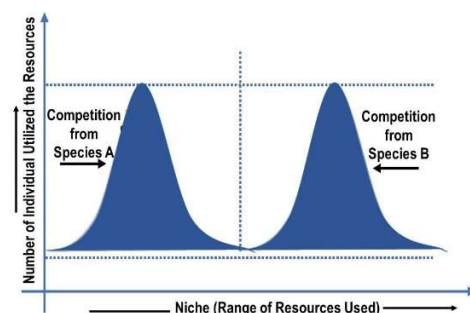 Number of Individual Utilized the Resources
Competition
from
Species A
Competition
from
Species B
Niche (Range of Resources Used)